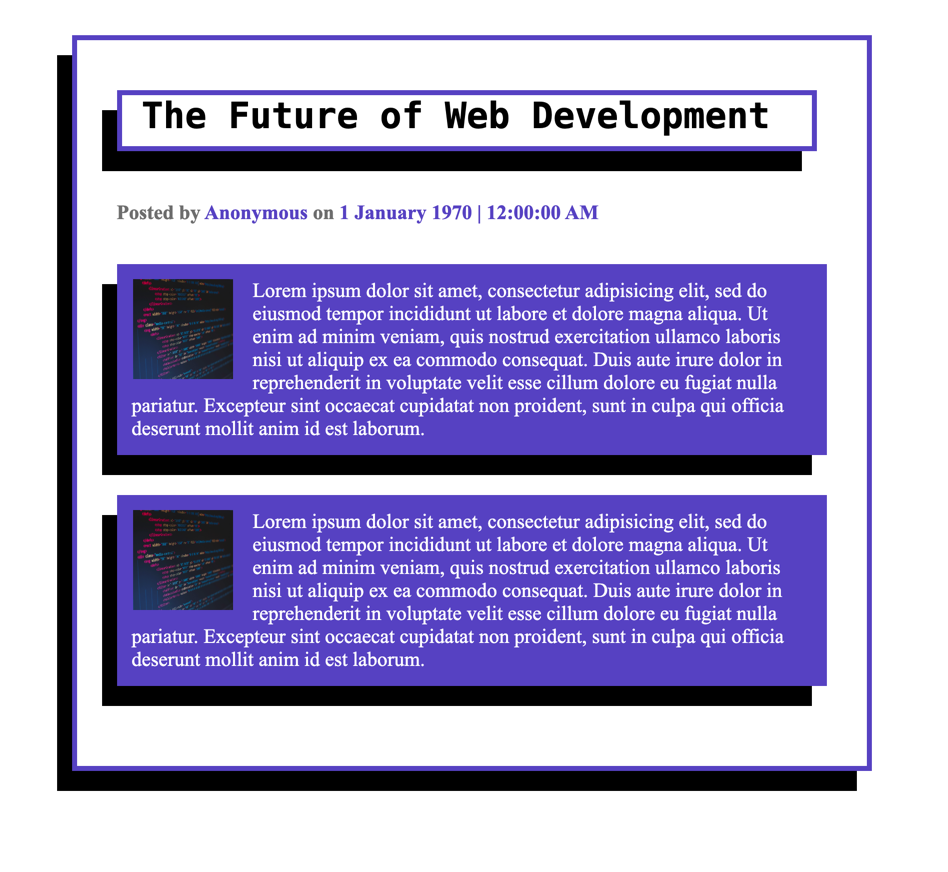 The Future of Web Development
Posted by Anonymous on 1 January 1970 | 12:00:00 AM
Lorem ipsum dolor sit amet, consectetur adipisicing elit, sed do
eiusmod tempor incididunt ut labore et dolore magna aliqua. Ut
enim ad minim veniam, quis nostrud exercitation ullamco laboris
nisi ut aliquip ex ea commodo consequat. Duis aute irure dolor in
reprehenderit in voluptate velit esse cillum dolore eu fugiat nulla
pariatur. Excepteur sint occaecat cupidatat non proident, sunt in culpa qui officia
deserunt mollit anim id est laborum.
Lorem ipsum dolor sit amet, consectetur adipisicing elit, sed do
eiusmod tempor incididunt ut labore et dolore magna aliqua. Ut
enim ad minim veniam, quis nostrud exercitation ullamco laboris
nisi ut aliquip ex ea commodo consequat. Duis aute irure dolor in
reprehenderit in voluptate velit esse cillum dolore eu fugiat nulla
pariatur. Excepteur sint occaecat cupidatat non proident, sunt in culpa qui officia
deserunt mollit anim id est laborum.